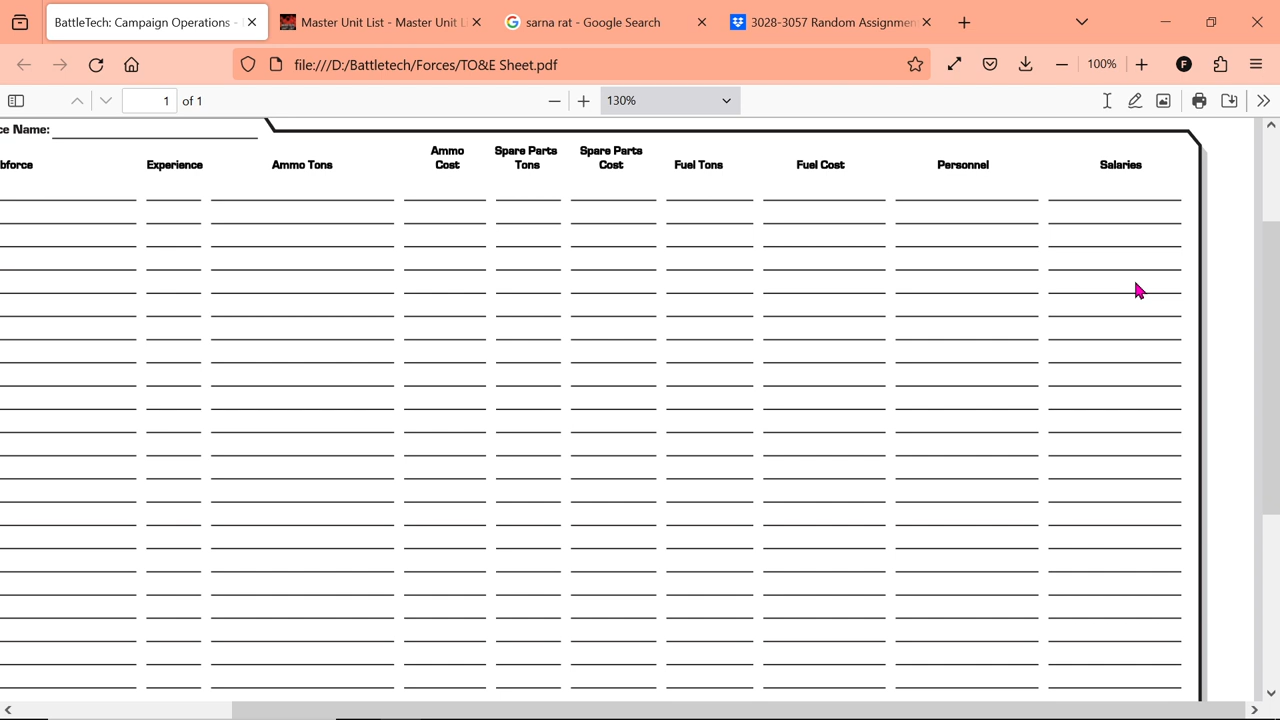 BattleTech: Campaign Operations -
Master Unit List - Master Unit Li
sarna rat - Google Search
3028-3057 Random Assignmen
file:///D:/Battletech/Forces/TO&E Sheet.pdf
100%
F
1 of 1
130%
ce Name:
bforce
Experience
Ammo Tons
Ammo
Cost
Spare Parts
Tons
Spare Parts
Cost
Fuel Tons
Fuel Cost
Personnel
Salaries